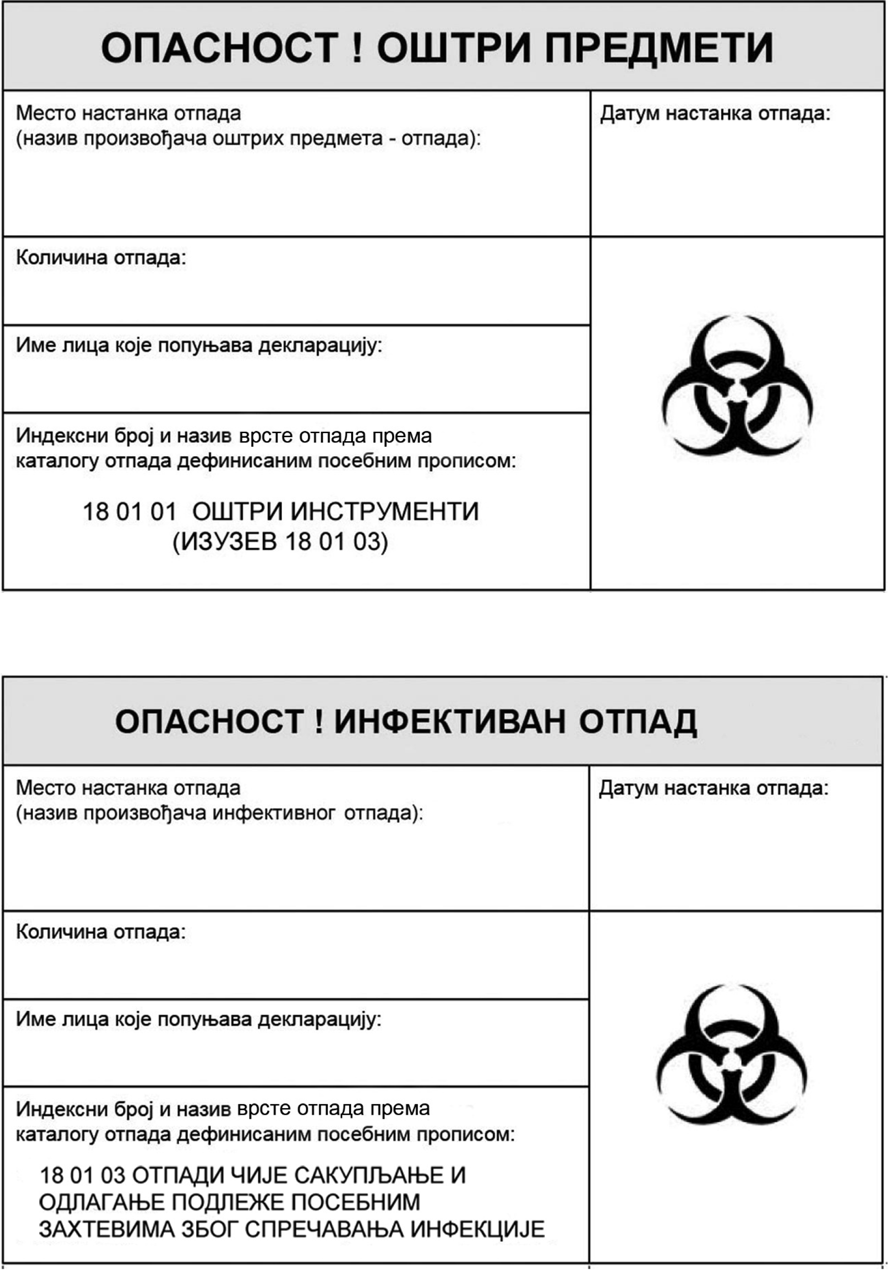 ОПАСНОСТ ! ОШТРИ ПРЕДМЕТИ
Место настанка отпада
(назив произвођача оштрих предмета - отпада):
Датум настанка отпада:
Количина отпада:
Име лица које попуњава декларацију:
Индексни број и назив врсте отпада према
каталогу отпада дефинисаним посебним прописом:
18 01 01 ОШТРИ ИНСТРУМЕНТИ
(ИЗУЗЕВ 18 01 03)
ОПАСНОСТ ! ИНФЕКТИВАН ОТПАД
Место настанка отпада
(назив произвођача инфективног отпада):
Датум настанка отпада:
Количина отпада:
Име лица које попуњава декларацију:
Индексни број и назив врсте отпада према
каталогу отпада дефинисаним посебним прописом:
18 01 03 ОТПАДИ ЧИЈЕ САКУПЉАЊЕ И
ОДЛАГАЊЕ ПОДЛЕЖЕ ПОСЕБНИМ
ЗАХТЕВИМА ЗБОГ СПРЕЧАВАЊА ИНФЕКЦИЈЕ